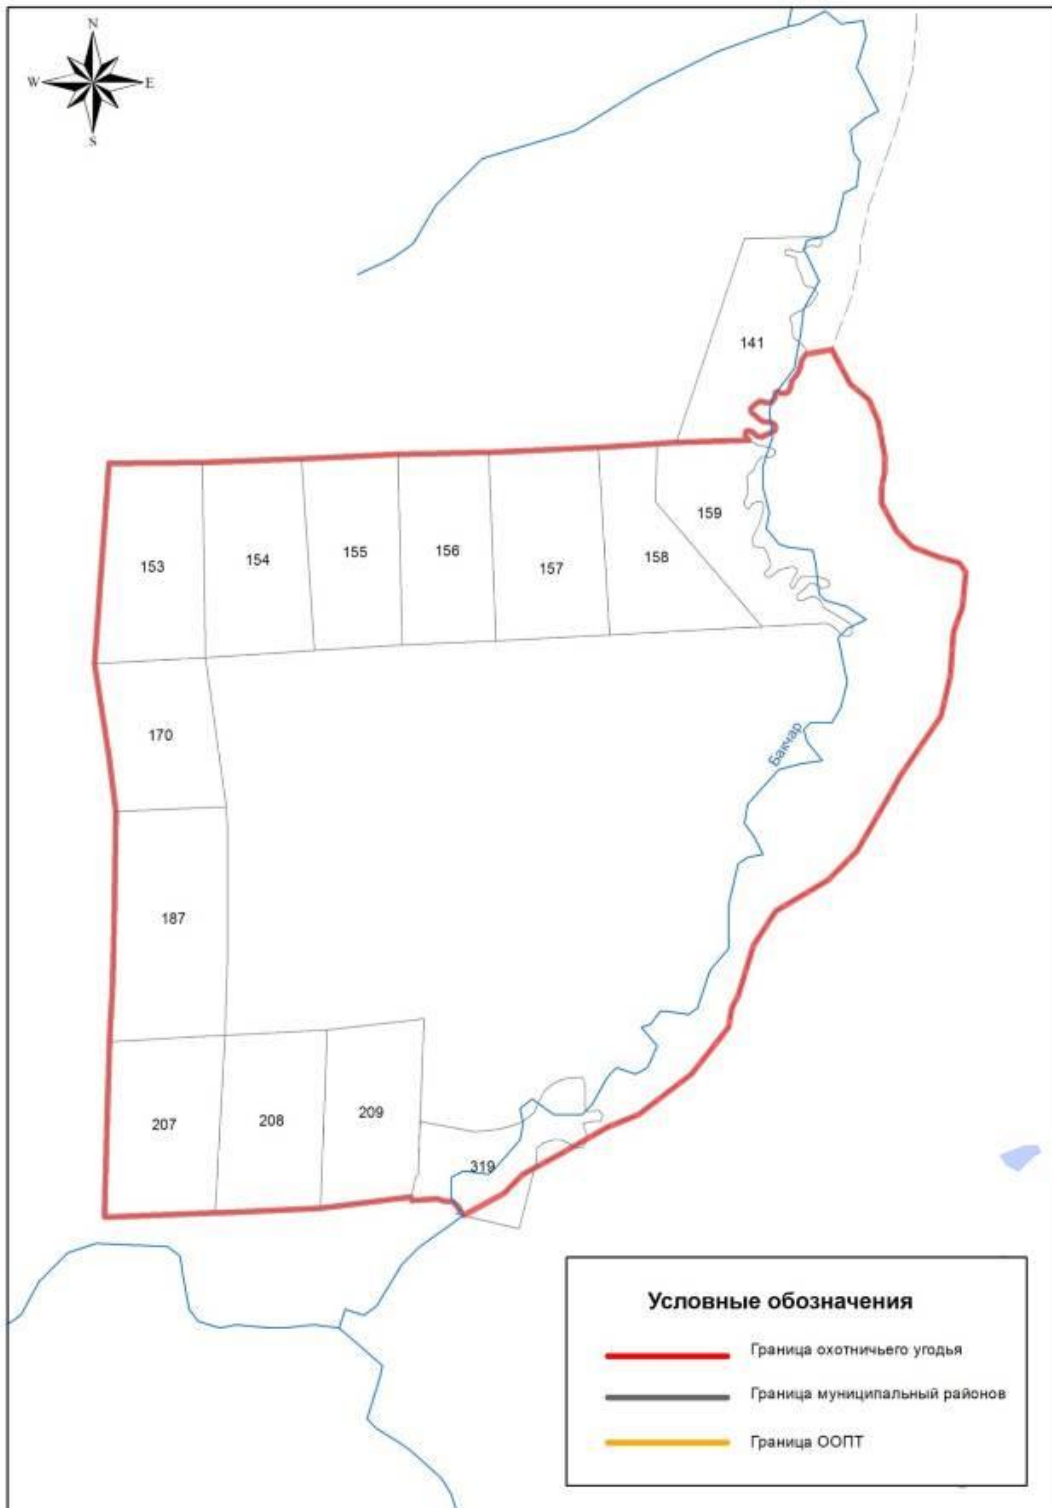 N
W E
S
141
159
158
157
156
155
154
153
170
Бакчар
187
209
208
207
319
Условные обозначения
Граница охотничьего угодья
Граница муниципальный районов
Граница ООПТ